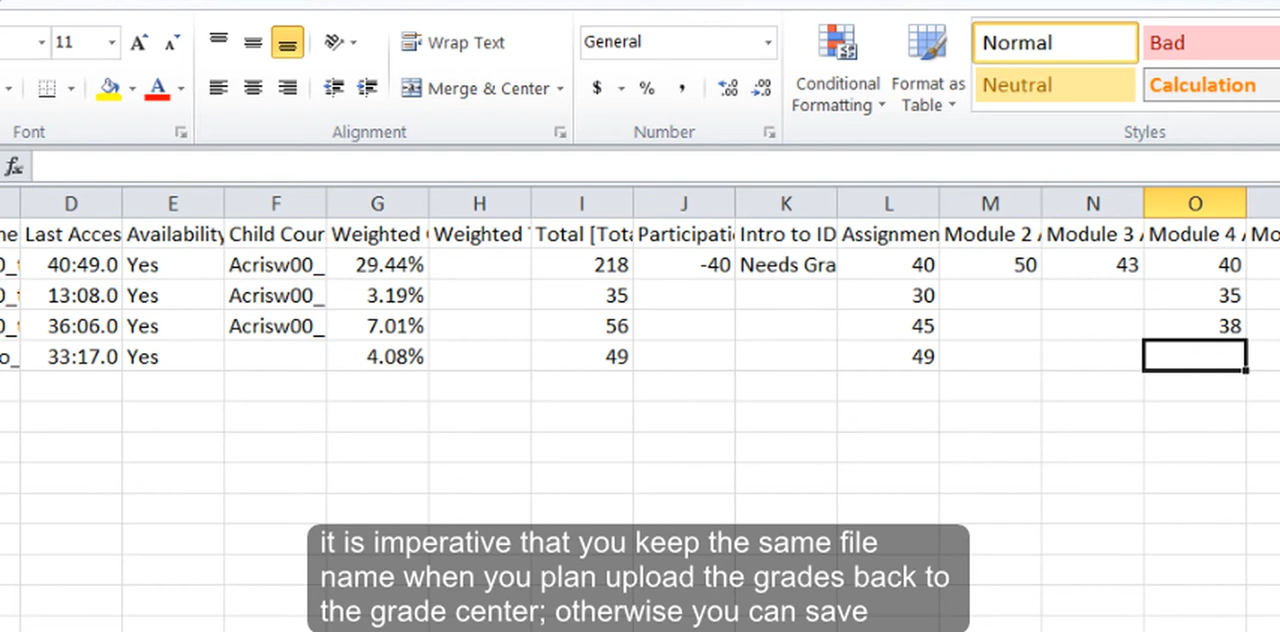 11 A A Wrap Text General Normal Bad
Merge & Center $ % , .00 .00 Conditional Formatting Format as Table Neutral Calculation
Font Alignment Number Styles
fx
D E F G H I J K L M N O
Last Acces Availability Child Cour Weighted Weighted Total [Tota Participati Intro to ID Assignmen Module 2 Module 3 Module 4
40:49.0 Yes Acrisw00_ 29.44% 218 -40 Needs Gra 40 50 43 40
13:08.0 Yes Acrisw00_ 3.19% 35 30 35
36:06.0 Yes Acrisw00_ 7.01% 56 45 38
33:17.0 Yes 4.08% 49 49
it is imperative that you keep the same file
name when you plan upload the grades back to
the grade center; otherwise you can save